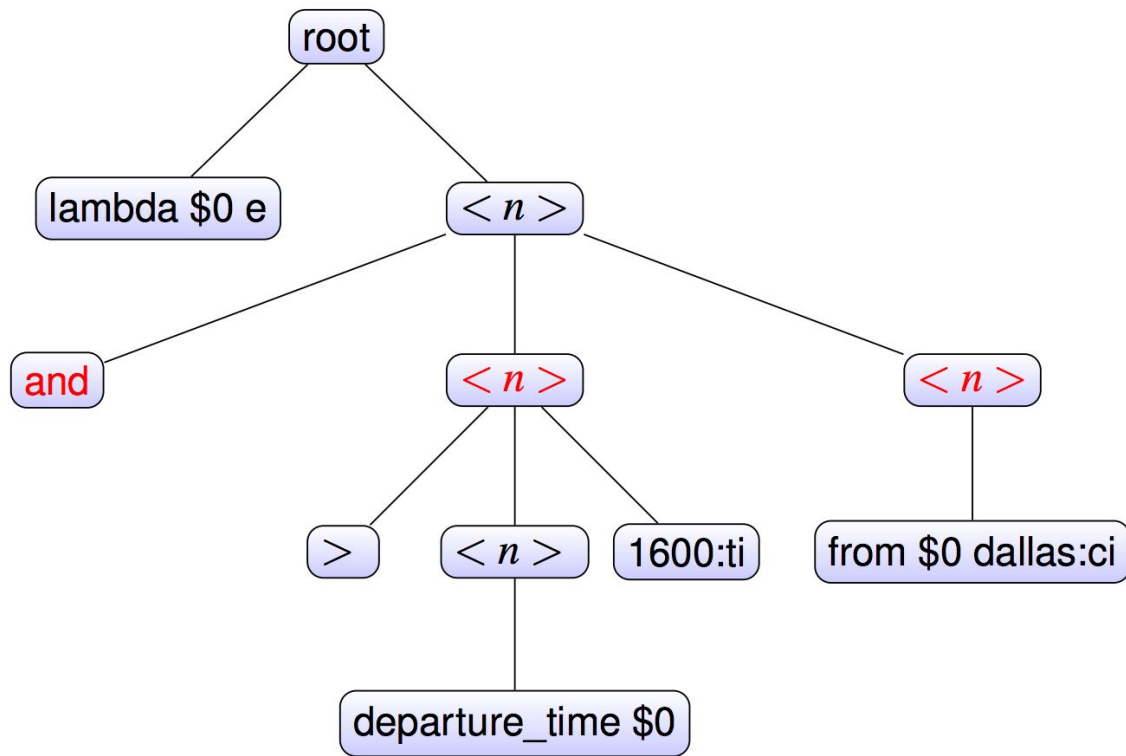 root
lambda $0 e
< n >
and
< n >
< n >
>
< n >
1600:ti
from $0 dallas:ci
departure_time $0